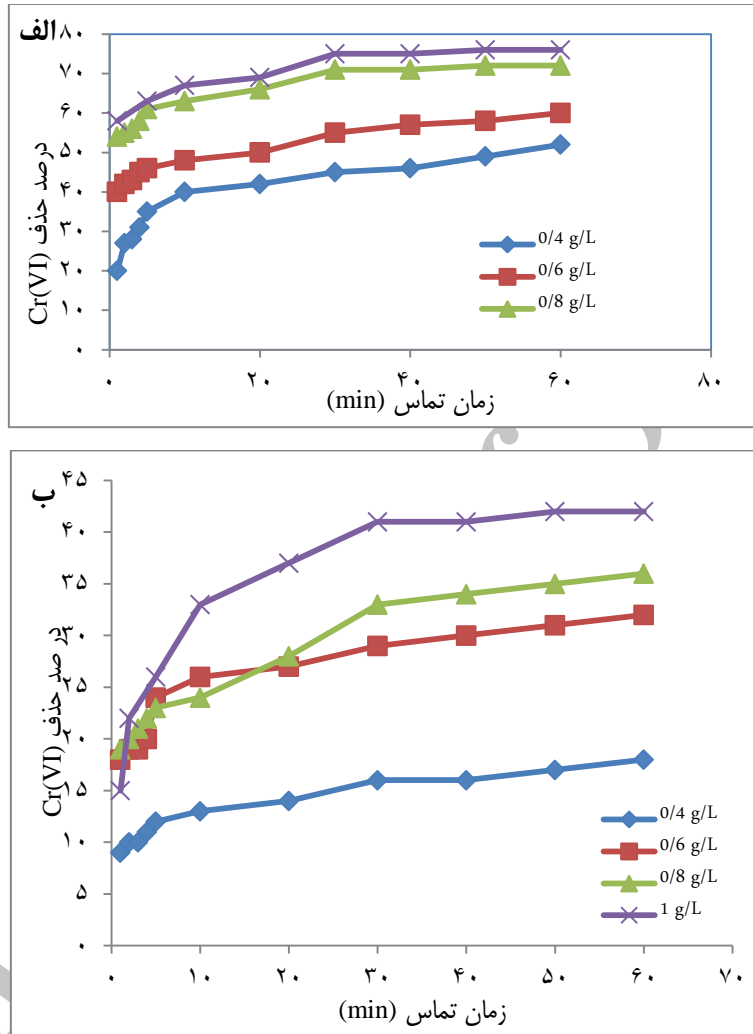 الف
۸۰
۷۰
۶۰
۵۰
۴۰
۳۰
۲۰
۱۰
۰
درصد حذف Cr(VI)
0/4 g/L
0/6 g/L
0/8 g/L
۰ ۲۰ ۴۰ ۶۰ ۸۰
زمان تماس (min)
ب
۴۵
۴۰
۳۵
۳۰
۲۵
۲۰
۱۵
۱۰
۵
۰
درصد حذف Cr(VI)
0/4 g/L
0/6 g/L
0/8 g/L
1 g/L
۰ ۱۰ ۲۰ ۳۰ ۴۰ ۵۰ ۶۰ ۷۰
زمان تماس (min)